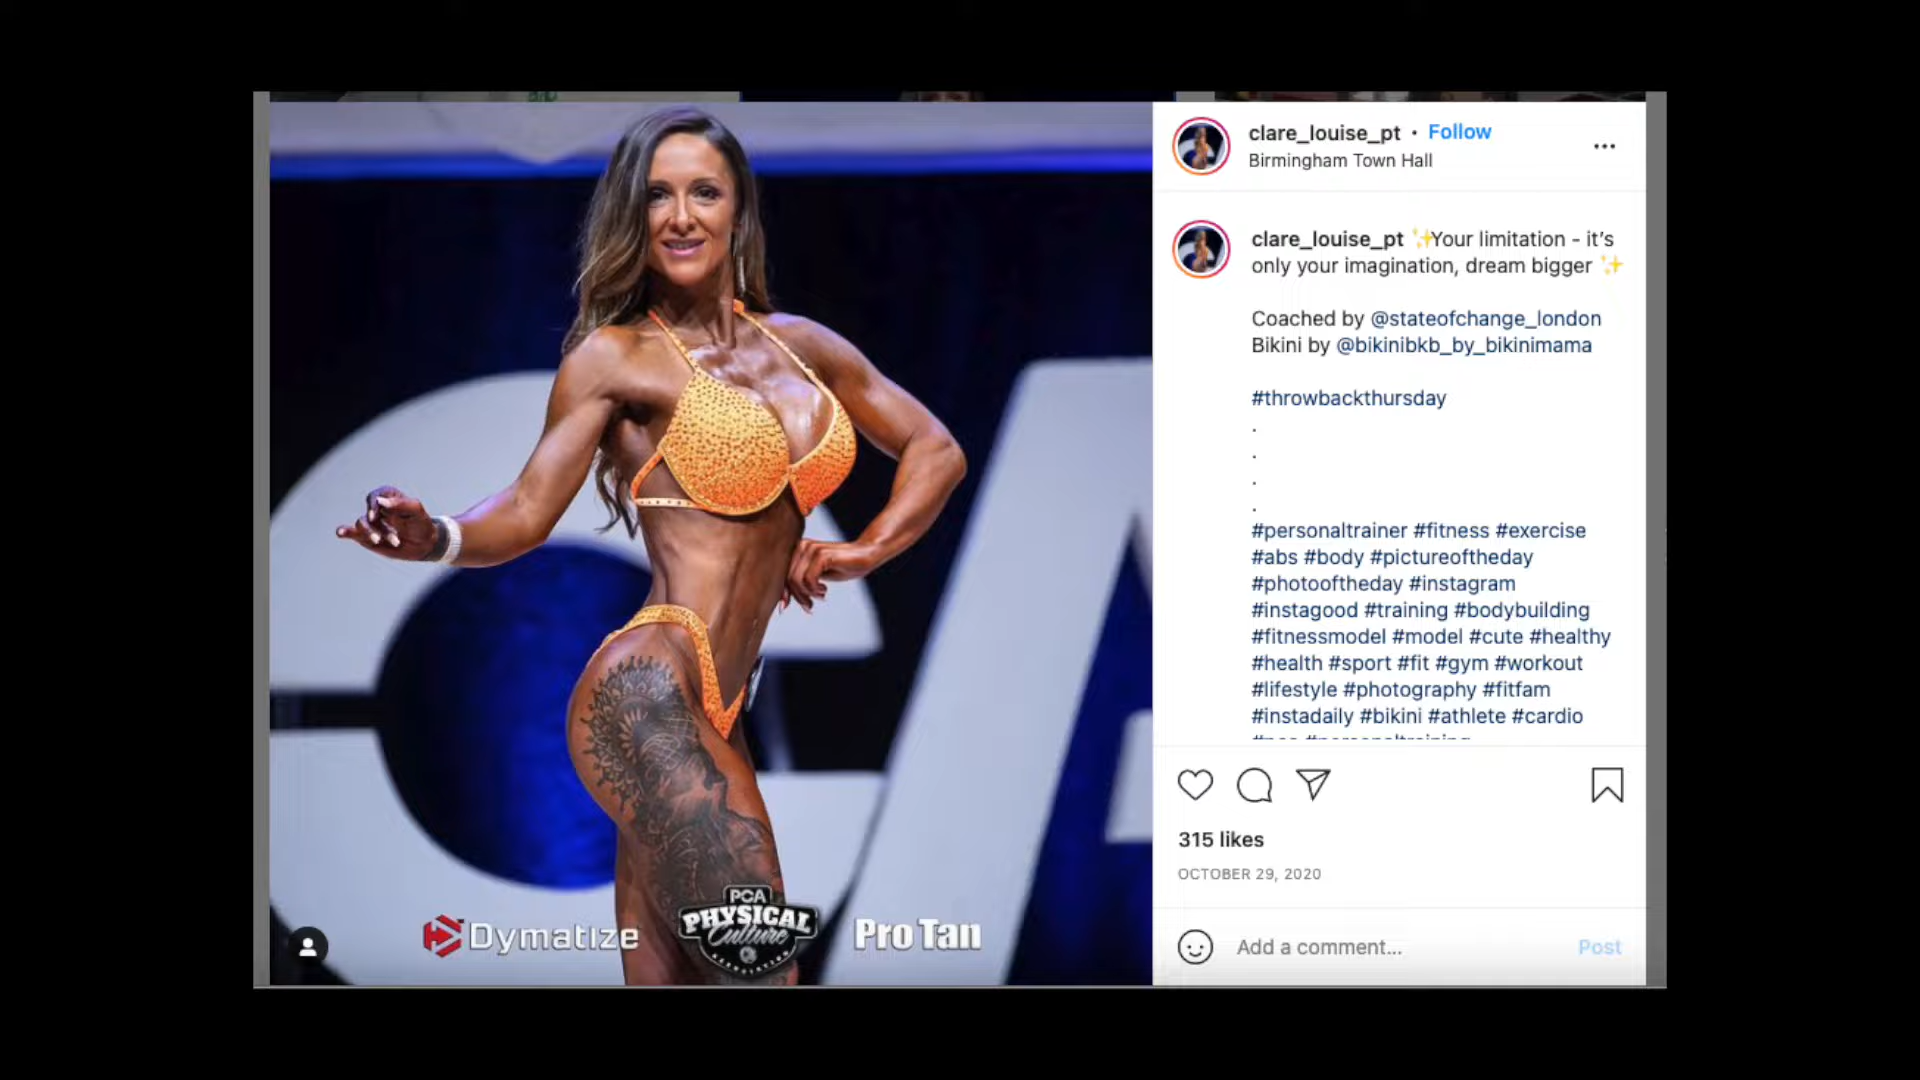 clare_louise_pt • Follow
Birmingham Town Hall
clare_louise_pt ✨Your limitation - it’s
only your imagination, dream bigger ✨
Coached by @stateofchange_london
Bikini by @bikinibkb_by_bikinimama
#throwbackthursday
.
.
.
.
#personaltrainer #fitness #exercise
#abs #body #pictureoftheday
#photooftheday #instagram
#instagood #training #bodybuilding
#fitnessmodel #model #cute #healthy
#health #sport #fit #gym #workout
#lifestyle #photography #fitfam
#instadaily #bikini #athlete #cardio
315 likes
OCTOBER 29, 2020
Add a comment... Post
Dymatize
PCA
PHYSICAL
Culture
ASSOCIATION
Pro Tan